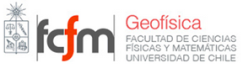 fcfm
Geofísica
FACULTAD DE CIENCIAS
FÍSICAS Y MATEMÁTICAS
UNIVERSIDAD DE CHILE